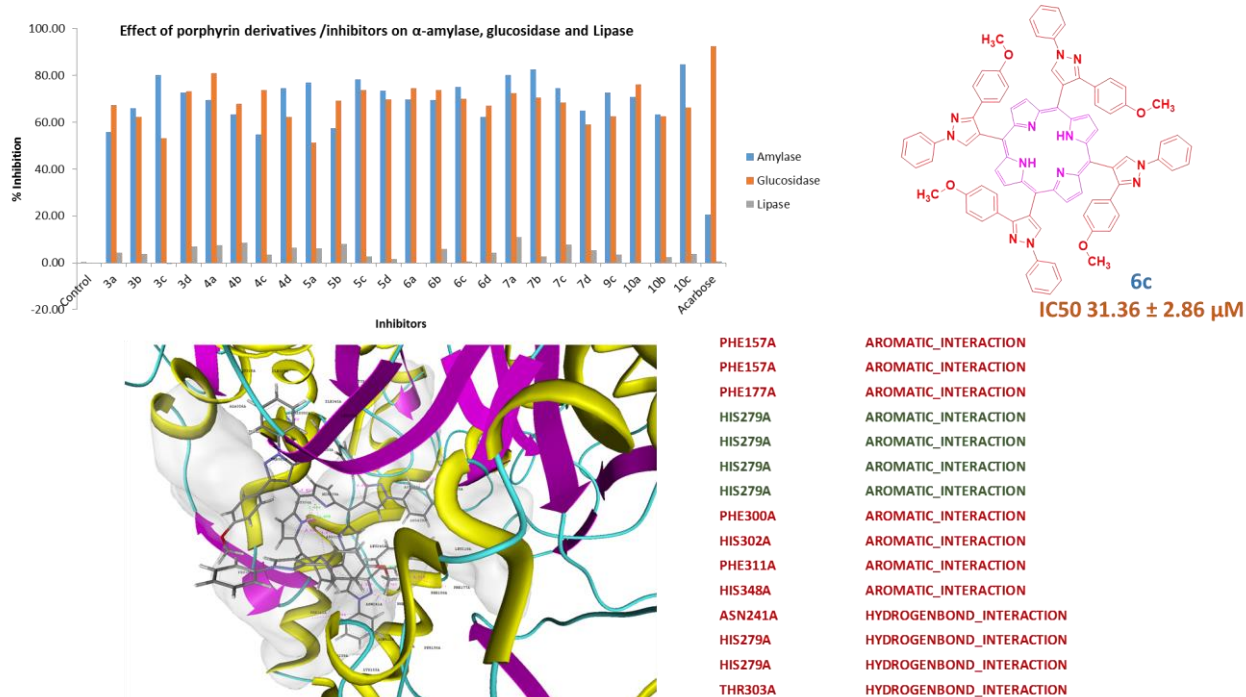 Effect of porphyrin derivatives /inhibitors on α-amylase, glucosidase and Lipase
100.00
80.00
60.00
40.00
20.00
0.00
-20.00
% Inhibition
Control
3a
3b
3c
3d
4a
4b
4c
4d
5a
5b
5c
5d
6a
6b
6c
6d
7a
7b
7c
7d
9c
10a
10b
10c
Acarbose
Inhibitors
Amylase
Glucosidase
Lipase
H₃C
O
N
N
N
N
O
CH₃
N
N
N
HN
NH
N
N
N
H₃C
O
N
N
O
CH₃
6c
IC50 31.36 ± 2.86 µM
PHE157A AROMATIC_INTERACTION
PHE157A AROMATIC_INTERACTION
PHE177A AROMATIC_INTERACTION
HIS279A AROMATIC_INTERACTION
HIS279A AROMATIC_INTERACTION
HIS279A AROMATIC_INTERACTION
HIS279A AROMATIC_INTERACTION
PHE300A AROMATIC_INTERACTION
HIS302A AROMATIC_INTERACTION
PHE311A AROMATIC_INTERACTION
HIS348A AROMATIC_INTERACTION
ASN241A HYDROGENBOND_INTERACTION
HIS279A HYDROGENBOND_INTERACTION
HIS279A HYDROGENBOND_INTERACTION
THR303A HYDROGENBOND_INTERACTION